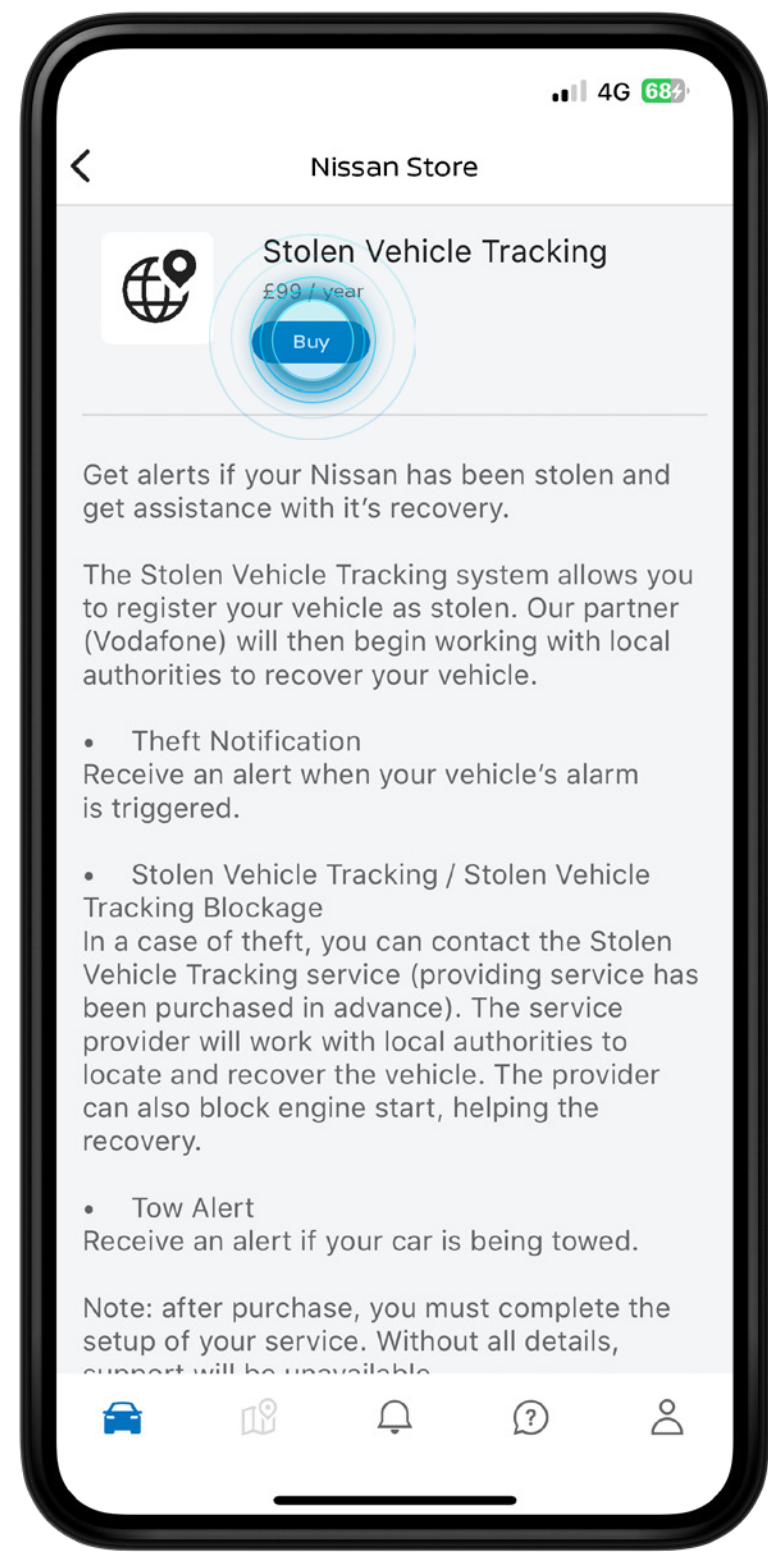 4G 68
Nissan Store
Stolen Vehicle Tracking
£99 / year
Buy
Get alerts if your Nissan has been stolen and
get assistance with it’s recovery.
The Stolen Vehicle Tracking system allows you
to register your vehicle as stolen. Our partner
(Vodafone) will then begin working with local
authorities to recover your vehicle.
• Theft Notification
Receive an alert when your vehicle’s alarm
is triggered.
• Stolen Vehicle Tracking / Stolen Vehicle
Tracking Blockage
In a case of theft, you can contact the Stolen
Vehicle Tracking service (providing service has
been purchased in advance). The service
provider will work with local authorities to
locate and recover the vehicle. The provider
can also block engine start, helping the
recovery.
• Tow Alert
Receive an alert if your car is being towed.
Note: after purchase, you must complete the
setup of your service. Without all details,
support will be unavailable
?